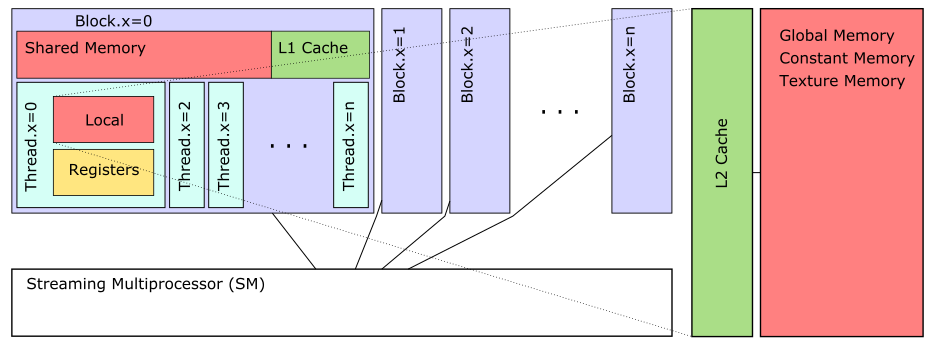 Block.x=0
Shared Memory
L1 Cache
Thread.x=0
Local
Registers
Thread.x=2
Thread.x=3
. . .
Thread.x=n
Block.x=1
Block.x=2
. . .
Block.x=n
Streaming Multiprocessor (SM)
L2 Cache
Global Memory
Constant Memory
Texture Memory